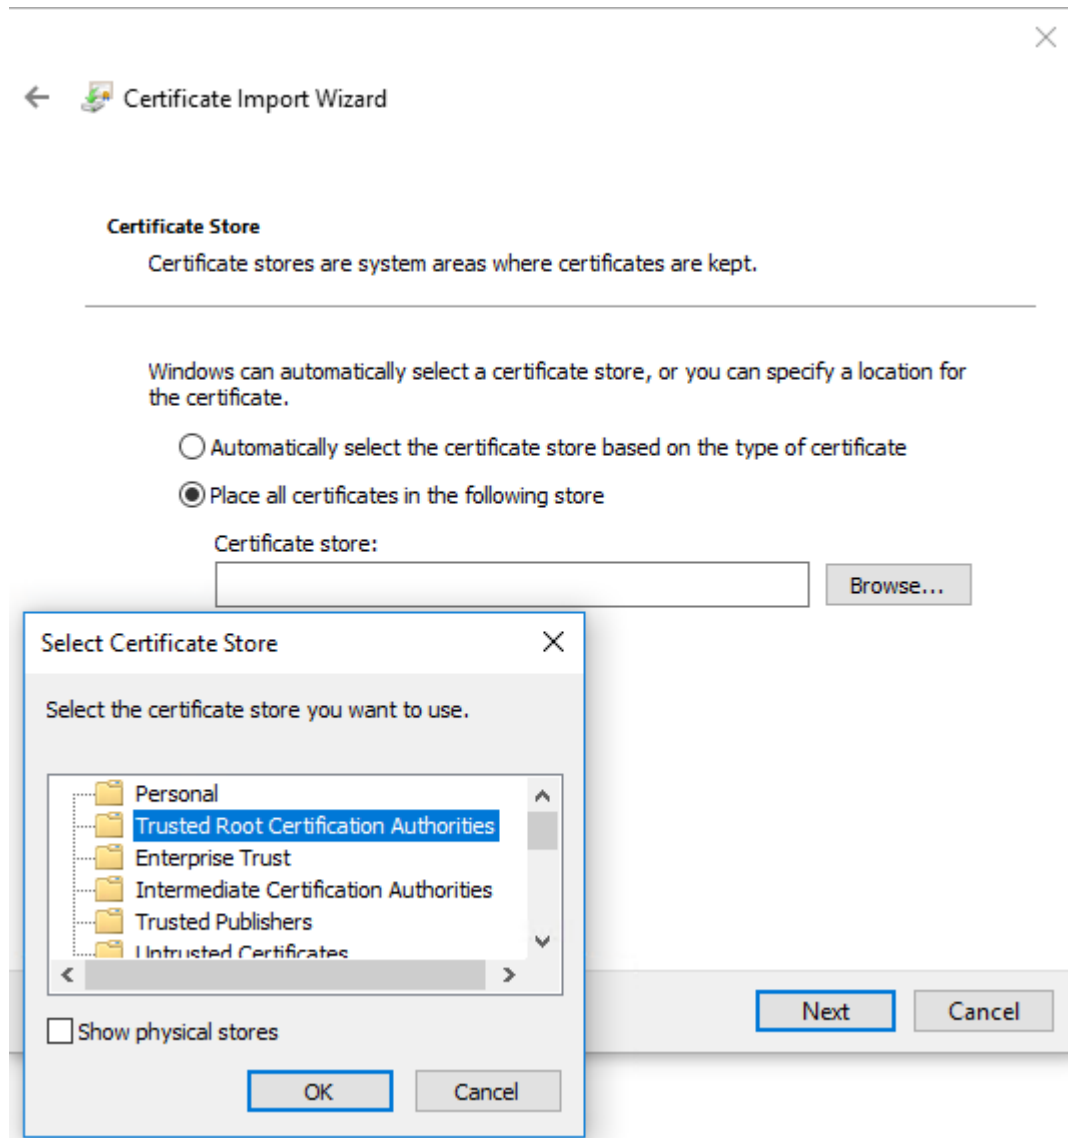 Certificate Import Wizard
Certificate Store
Certificate stores are system areas where certificates are kept.
Windows can automatically select a certificate store, or you can specify a location for
the certificate.
Automatically select the certificate store based on the type of certificate
Place all certificates in the following store
Certificate store:
Browse...
Select Certificate Store
Select the certificate store you want to use.
Personal
Trusted Root Certification Authorities
Enterprise Trust
Intermediate Certification Authorities
Trusted Publishers
Untrusted Certificates
Show physical stores
OK
Cancel
Next
Cancel